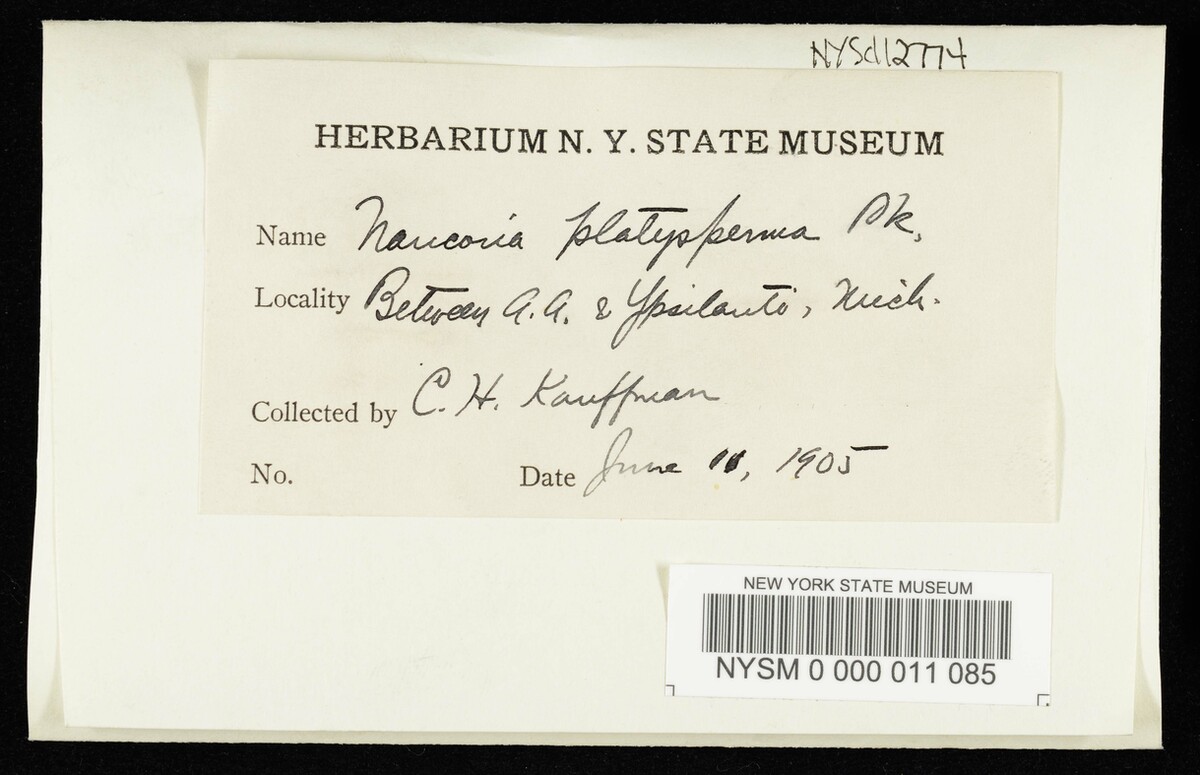 NYSd12774
HERBARIUM N. Y. STATE MUSEUM
Name Naucoria platysperma Pk.
Locality Between A.A. & Ypsilanti, Mich.
Collected by C. H. Kauffman
No. Date June 11, 1905
NEW YORK STATE MUSEUM
NYSM 0 000 011 085